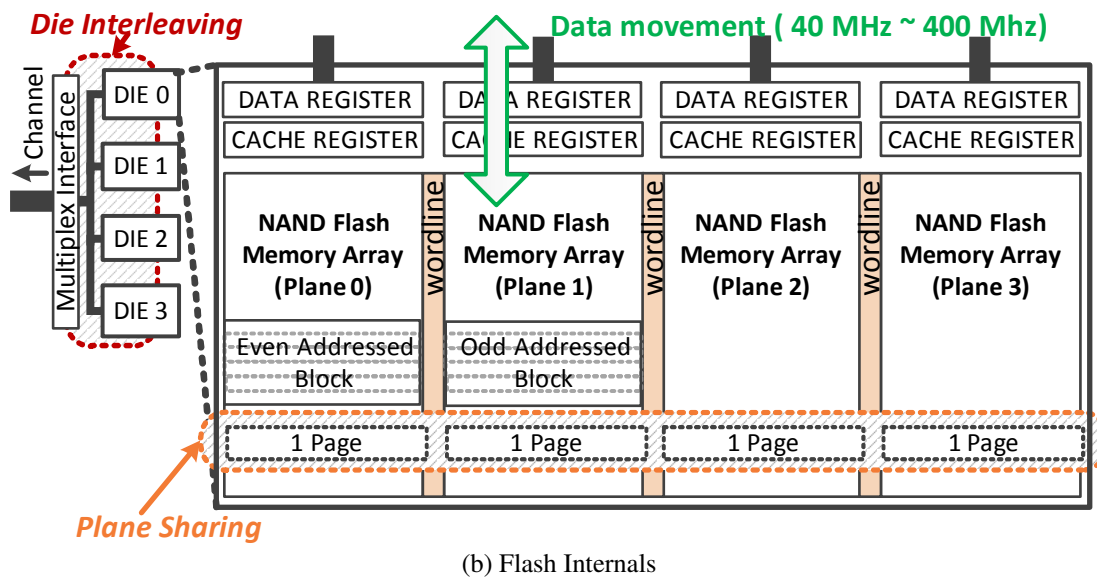 Die Interleaving
Data movement ( 40 MHz ~ 400 Mhz)
Channel
Multiplex Interface
DIE 0
DIE 1
DIE 2
DIE 3
DATA REGISTER
DATA REGISTER
DATA REGISTER
DATA REGISTER
CACHE REGISTER
CACHE REGISTER
CACHE REGISTER
CACHE REGISTER
NAND Flash
Memory Array
(Plane 0)
wordline
NAND Flash
Memory Array
(Plane 1)
wordline
NAND Flash
Memory Array
(Plane 2)
wordline
NAND Flash
Memory Array
(Plane 3)
Even Addressed
Block
Odd Addressed
Block
1 Page
1 Page
1 Page
1 Page
Plane Sharing
(b) Flash Internals